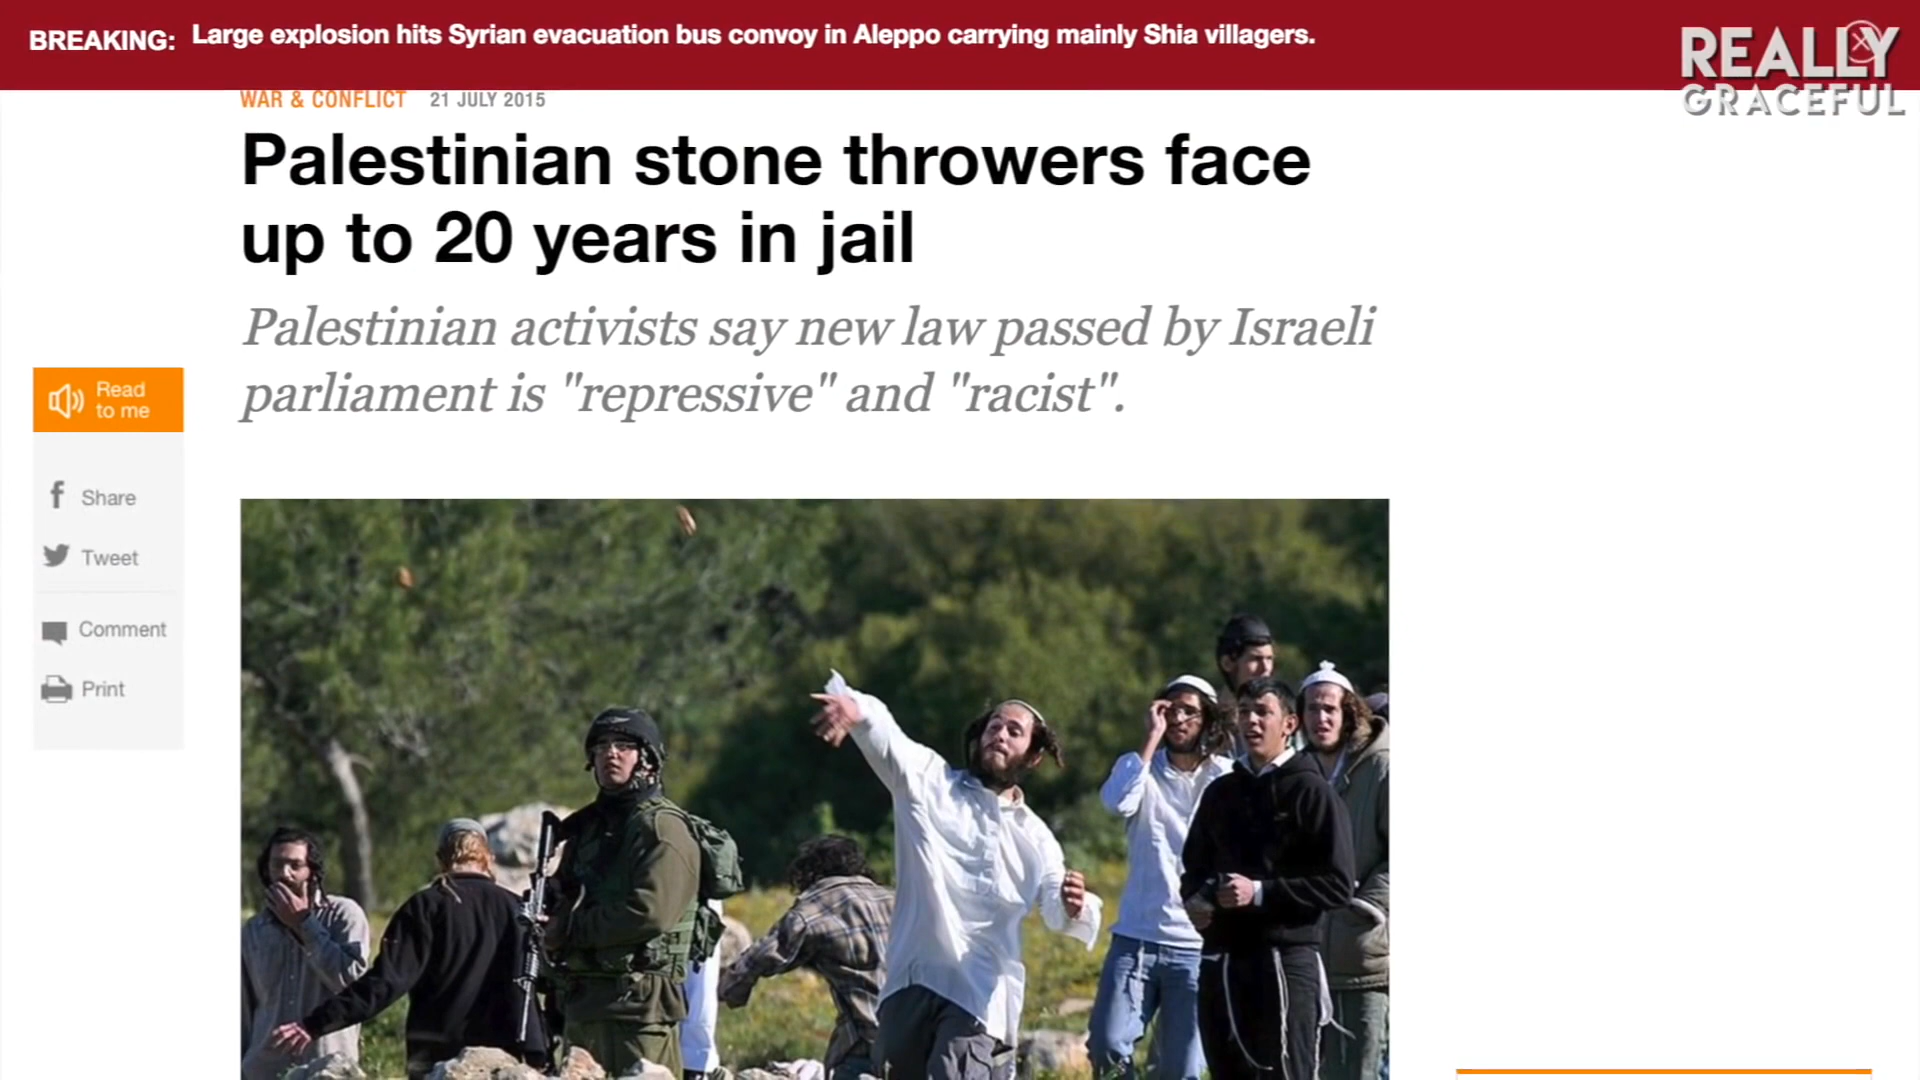 BREAKING: Large explosion hits Syrian evacuation bus convoy in Aleppo carrying mainly Shia villagers.
REALLY
GRACEFUL
WAR & CONFLICT 21 JULY 2015
Palestinian stone throwers face
up to 20 years in jail
Palestinian activists say new law passed by Israeli
parliament is "repressive" and "racist".
Read
to me
Share
Tweet
Comment
Print